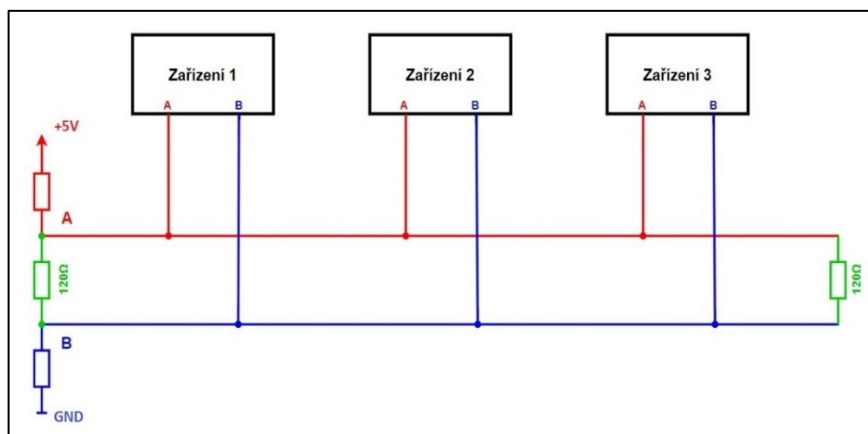 Zařízení 1
Zařízení 2
Zařízení 3
A
B
A
B
A
B
+5V
A
120Ω
120Ω
B
GND